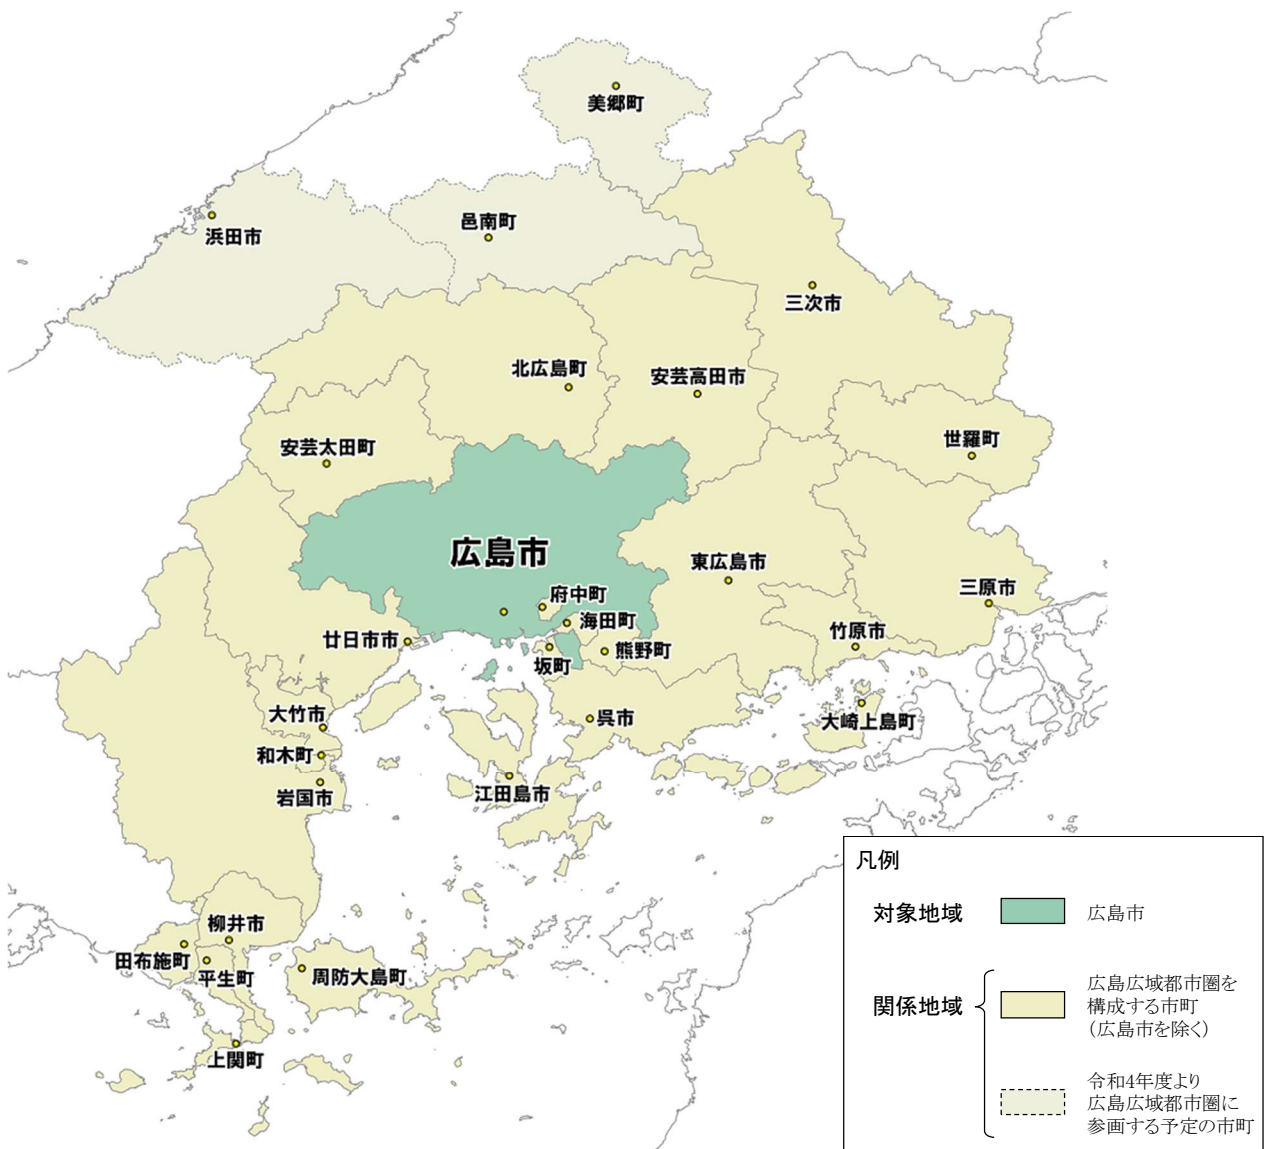 美郷町
邑南町
浜田市
三次市
北広島町
安芸高田市
安芸太田町
世羅町
広島市
東広島市
三原市
府中町
海田町
廿日市市
竹原市
熊野町
坂町
大竹市
呉市
大崎上島町
和木町
岩国市
江田島市
柳井市
田布施町
平生町
周防大島町
上関町
凡例
対象地域
広島市
関係地域
広島広域都市圏を
構成する市町
（広島市を除く）
令和4年度より
広島広域都市圏に
参画する予定の市町